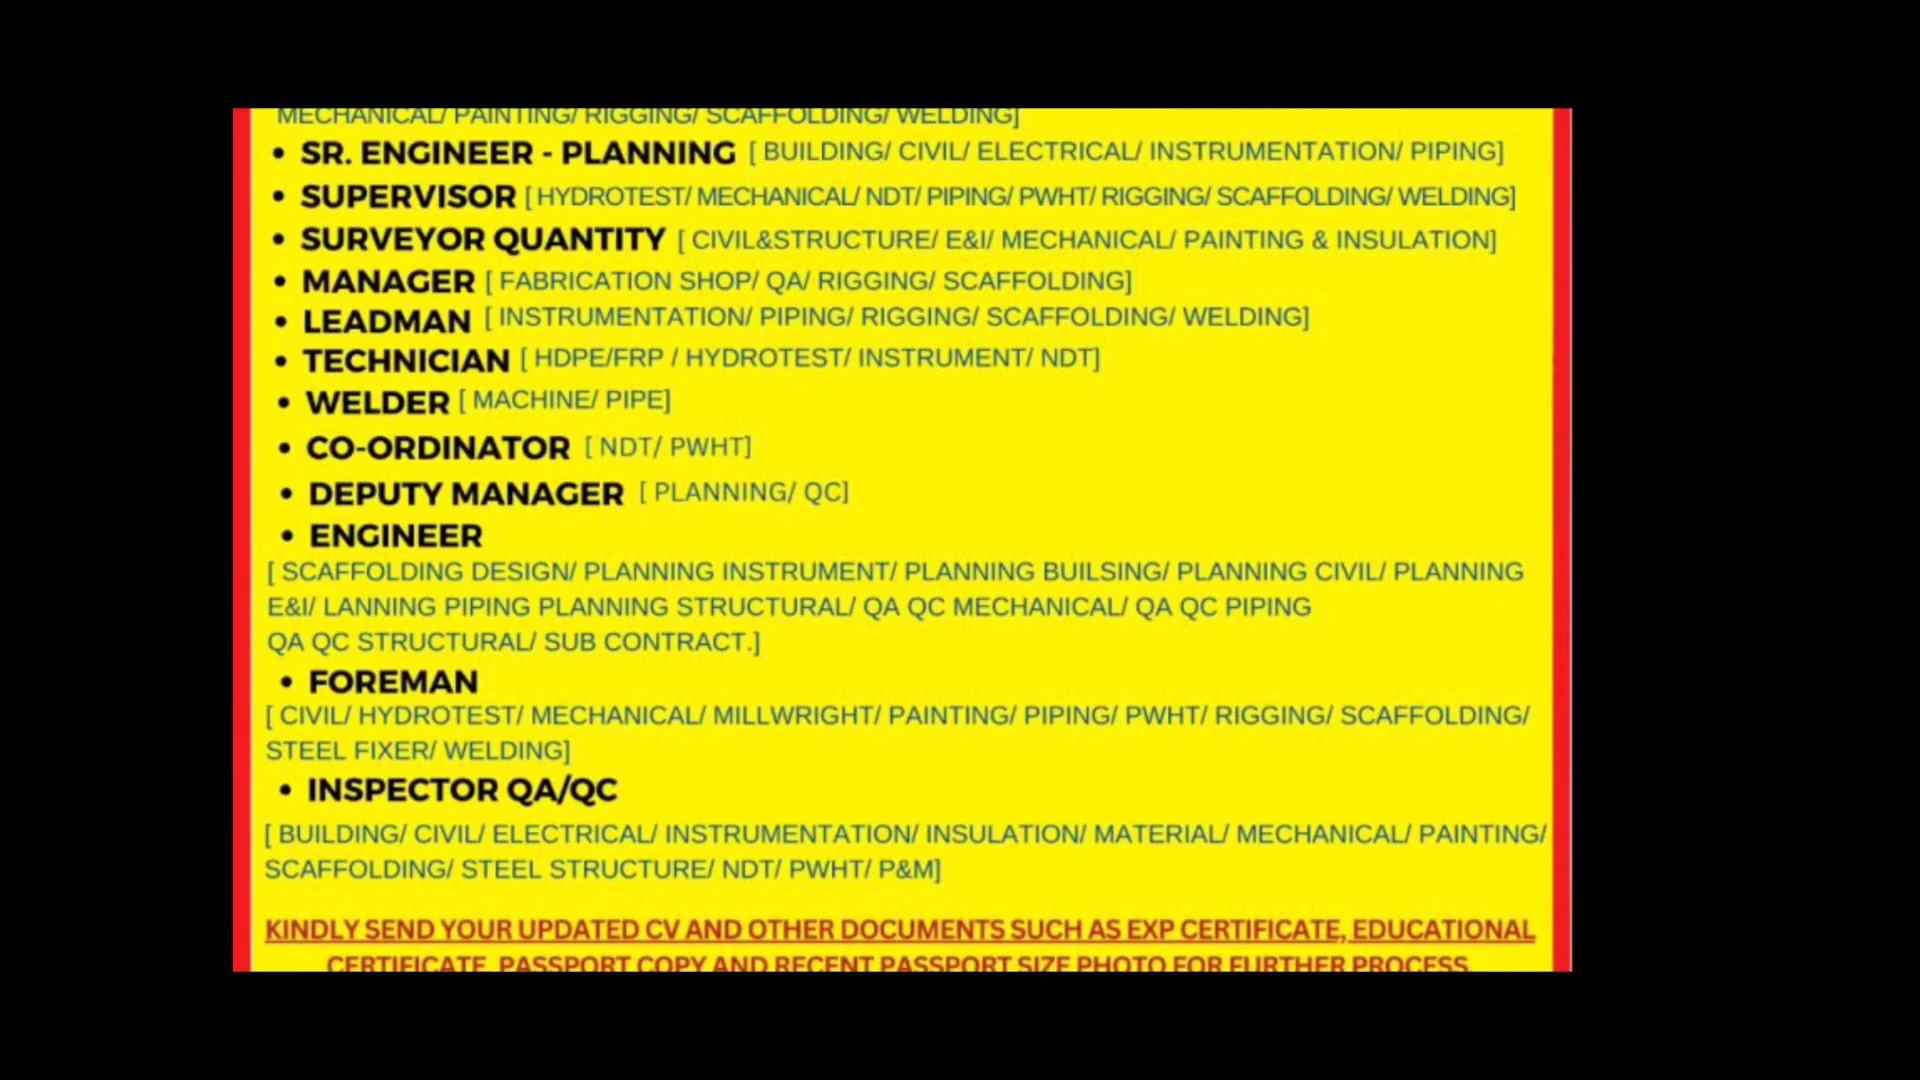 MECHANICAL/ PAINTING/ RIGGING/ SCAFFOLDING/ WELDING]
• SR. ENGINEER - PLANNING [ BUILDING/ CIVIL/ ELECTRICAL/ INSTRUMENTATION/ PIPING]
• SUPERVISOR [ HYDROTEST/ MECHANICAL/ NDT/ PIPING/ PWHT/ RIGGING/ SCAFFOLDING/ WELDING]
• SURVEYOR QUANTITY [ CIVIL&STRUCTURE/ E&I/ MECHANICAL/ PAINTING & INSULATION]
• MANAGER [ FABRICATION SHOP/ QA/ RIGGING/ SCAFFOLDING]
• LEADMAN [ INSTRUMENTATION/ PIPING/ RIGGING/ SCAFFOLDING/ WELDING]
• TECHNICIAN [ HDPE/FRP / HYDROTEST/ INSTRUMENT/ NDT]
• WELDER [ MACHINE/ PIPE]
• CO-ORDINATOR [ NDT/ PWHT]
• DEPUTY MANAGER [ PLANNING/ QC]
• ENGINEER
[ SCAFFOLDING DESIGN/ PLANNING INSTRUMENT/ PLANNING BUILSING/ PLANNING CIVIL/ PLANNING
E&I/ LANNING PIPING PLANNING STRUCTURAL/ QA QC MECHANICAL/ QA QC PIPING
QA QC STRUCTURAL/ SUB CONTRACT.]
• FOREMAN
[ CIVIL/ HYDROTEST/ MECHANICAL/ MILLWRIGHT/ PAINTING/ PIPING/ PWHT/ RIGGING/ SCAFFOLDING/
STEEL FIXER/ WELDING]
• INSPECTOR QA/QC
[ BUILDING/ CIVIL/ ELECTRICAL/ INSTRUMENTATION/ INSULATION/ MATERIAL/ MECHANICAL/ PAINTING/
SCAFFOLDING/ STEEL STRUCTURE/ NDT/ PWHT/ P&M]
KINDLY SEND YOUR UPDATED CV AND OTHER DOCUMENTS SUCH AS EXP CERTIFICATE, EDUCATIONAL
CERTIFICATE, PASSPORT COPY AND RECENT PASSPORT SIZE PHOTO FOR FURTHER PROCESS